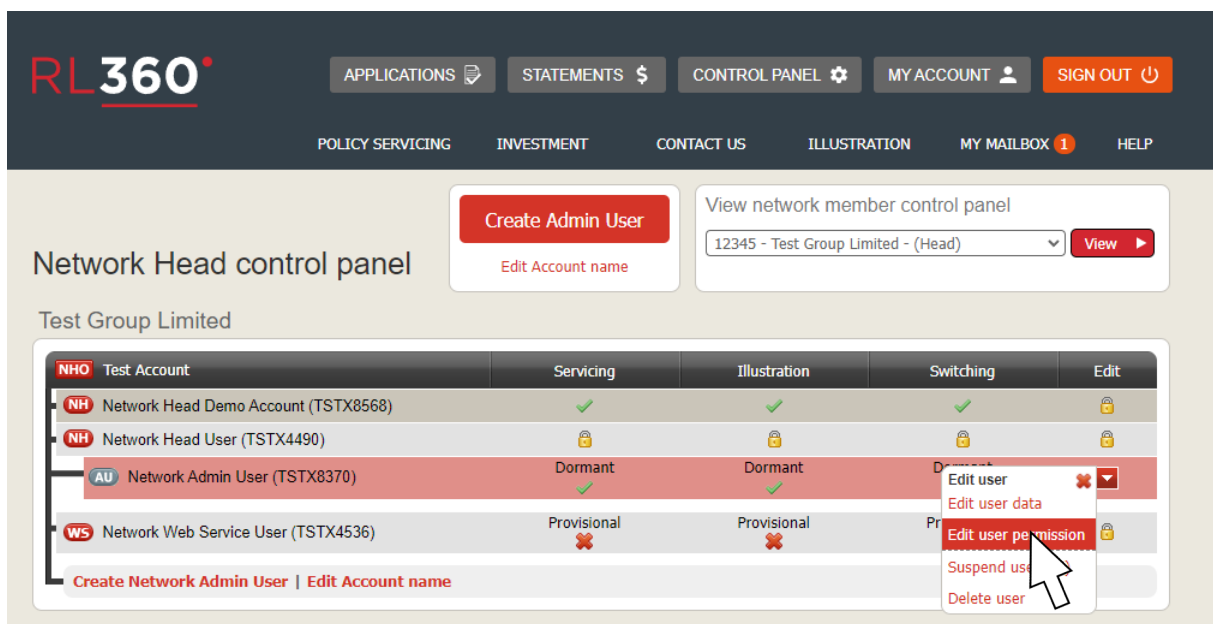 RL360°
APPLICATIONS
STATEMENTS $
CONTROL PANEL
MY ACCOUNT
SIGN OUT
POLICY SERVICING
INVESTMENT
CONTACT US
ILLUSTRATION
MY MAILBOX 1
HELP
Network Head control panel
Create Admin User
Edit Account name
View network member control panel
12345 - Test Group Limited - (Head)
View
Test Group Limited
NHO Test Account Servicing Illustration Switching Edit
NH Network Head Demo Account (TSTX8568)
NH Network Head User (TSTX4490)
AU Network Admin User (TSTX8370) Dormant Dormant
WS Network Web Service User (TSTX4536) Provisional Provisional Pr
Edit user
Edit user data
Edit user permission
Suspend
Delete user
Create Network Admin User | Edit Account name